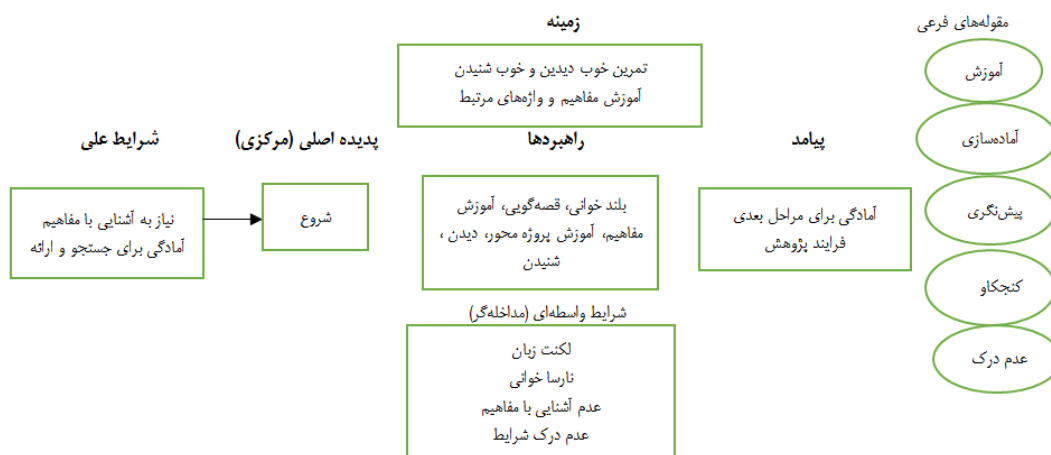 زمینه
مقوله‌های فرعی
تمرین خوب دیدین و خوب شنیدن
آموزش مفاهیم و واژه‌های مرتبط
شرایط علی
پدیده اصلی (مرکزی)
راهبردها
پیامد
نیاز به آشنایی با مفاهیم
آمادگی برای جستجو و ارائه
شروع
بلند خوانی، قصه‌گویی، آموزش
مفاهیم، آموزش پروژه محور، دیدن ،
شنیدن
آمادگی برای مراحل بعدی
فرایند پژوهش
شرایط واسطه‌ای (مداخله‌گر)
لکنت زبان
نارسا خوانی
عدم آشنایی با مفاهیم
عدم درک شرایط
آموزش
آماده‌سازی
پیش‌نگری
کنجکاو
عدم درک